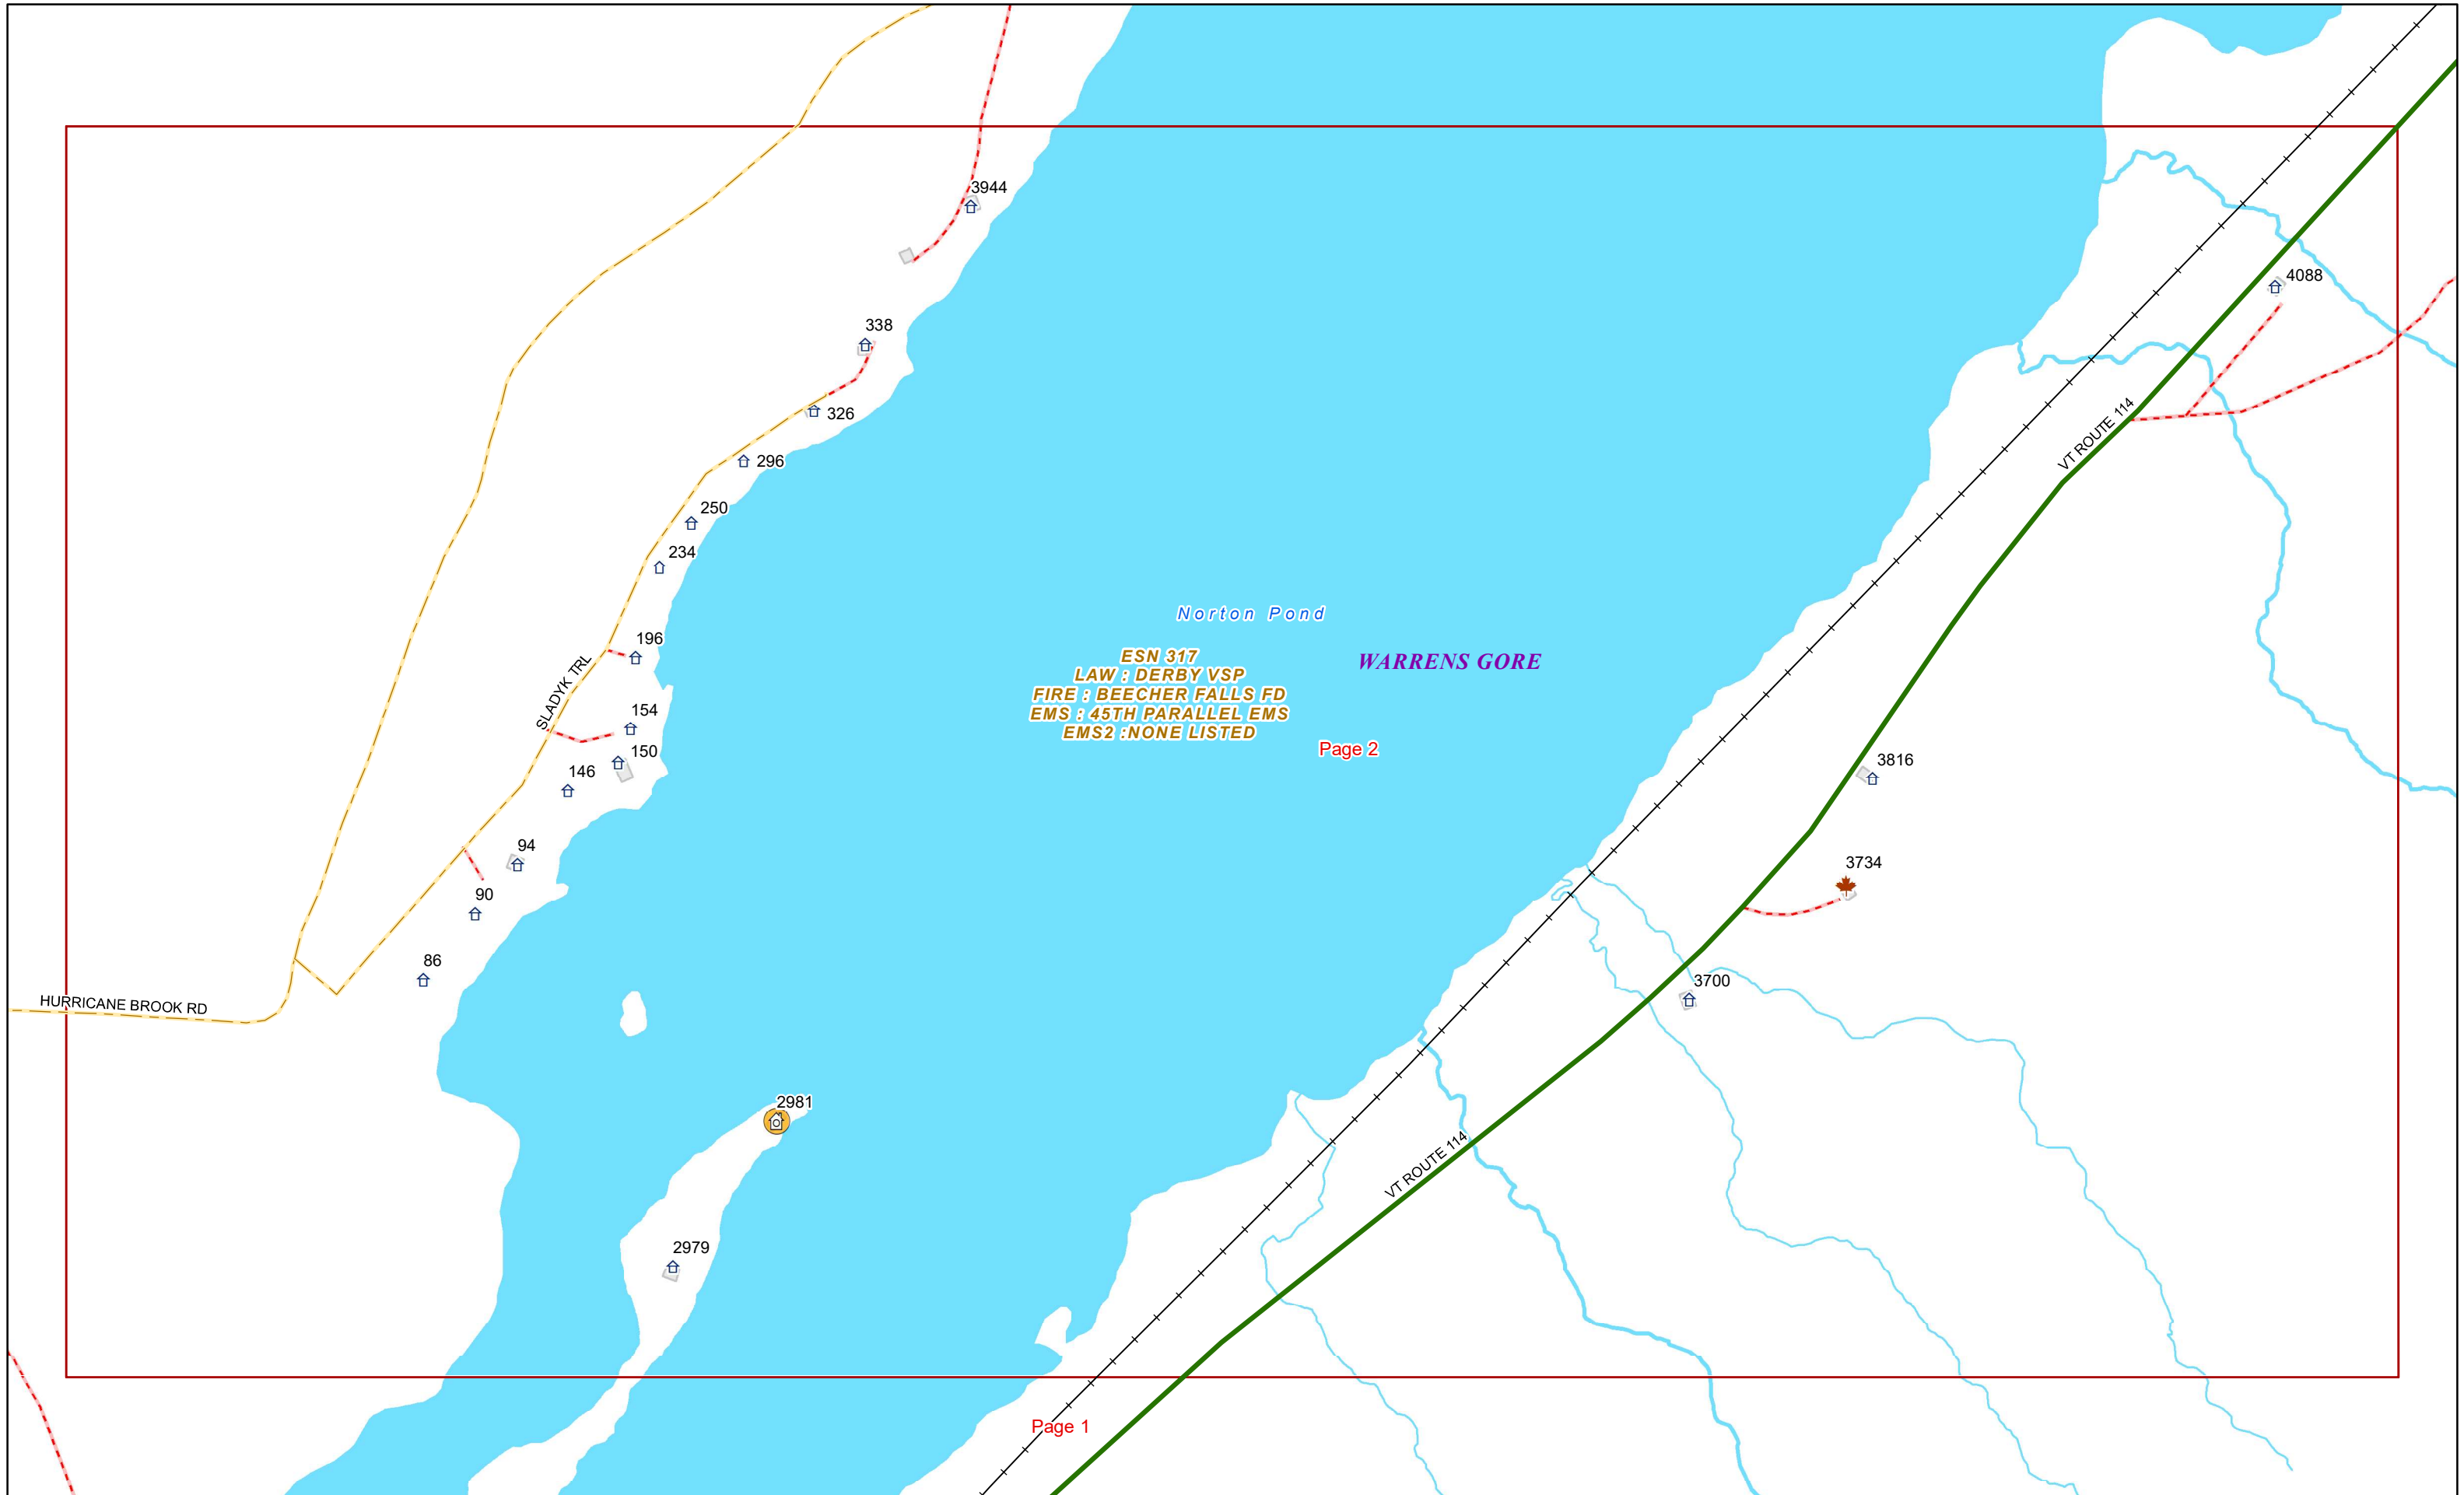 3944
4088
338
326
VT ROUTE 114
296
250
234
Norton Pond
196
ESN 317
LAW : DERBY VSP
FIRE : BEECHER FALLS FD
EMS : 45TH PARALLEL EMS
EMS2 :NONE LISTED
WARRENS GORE
SLADYK TRL
154
150
Page 2
146
3816
94
3734
90
86
3700
HURRICANE BROOK RD
2981
VT ROUTE 114
2979
Page 1